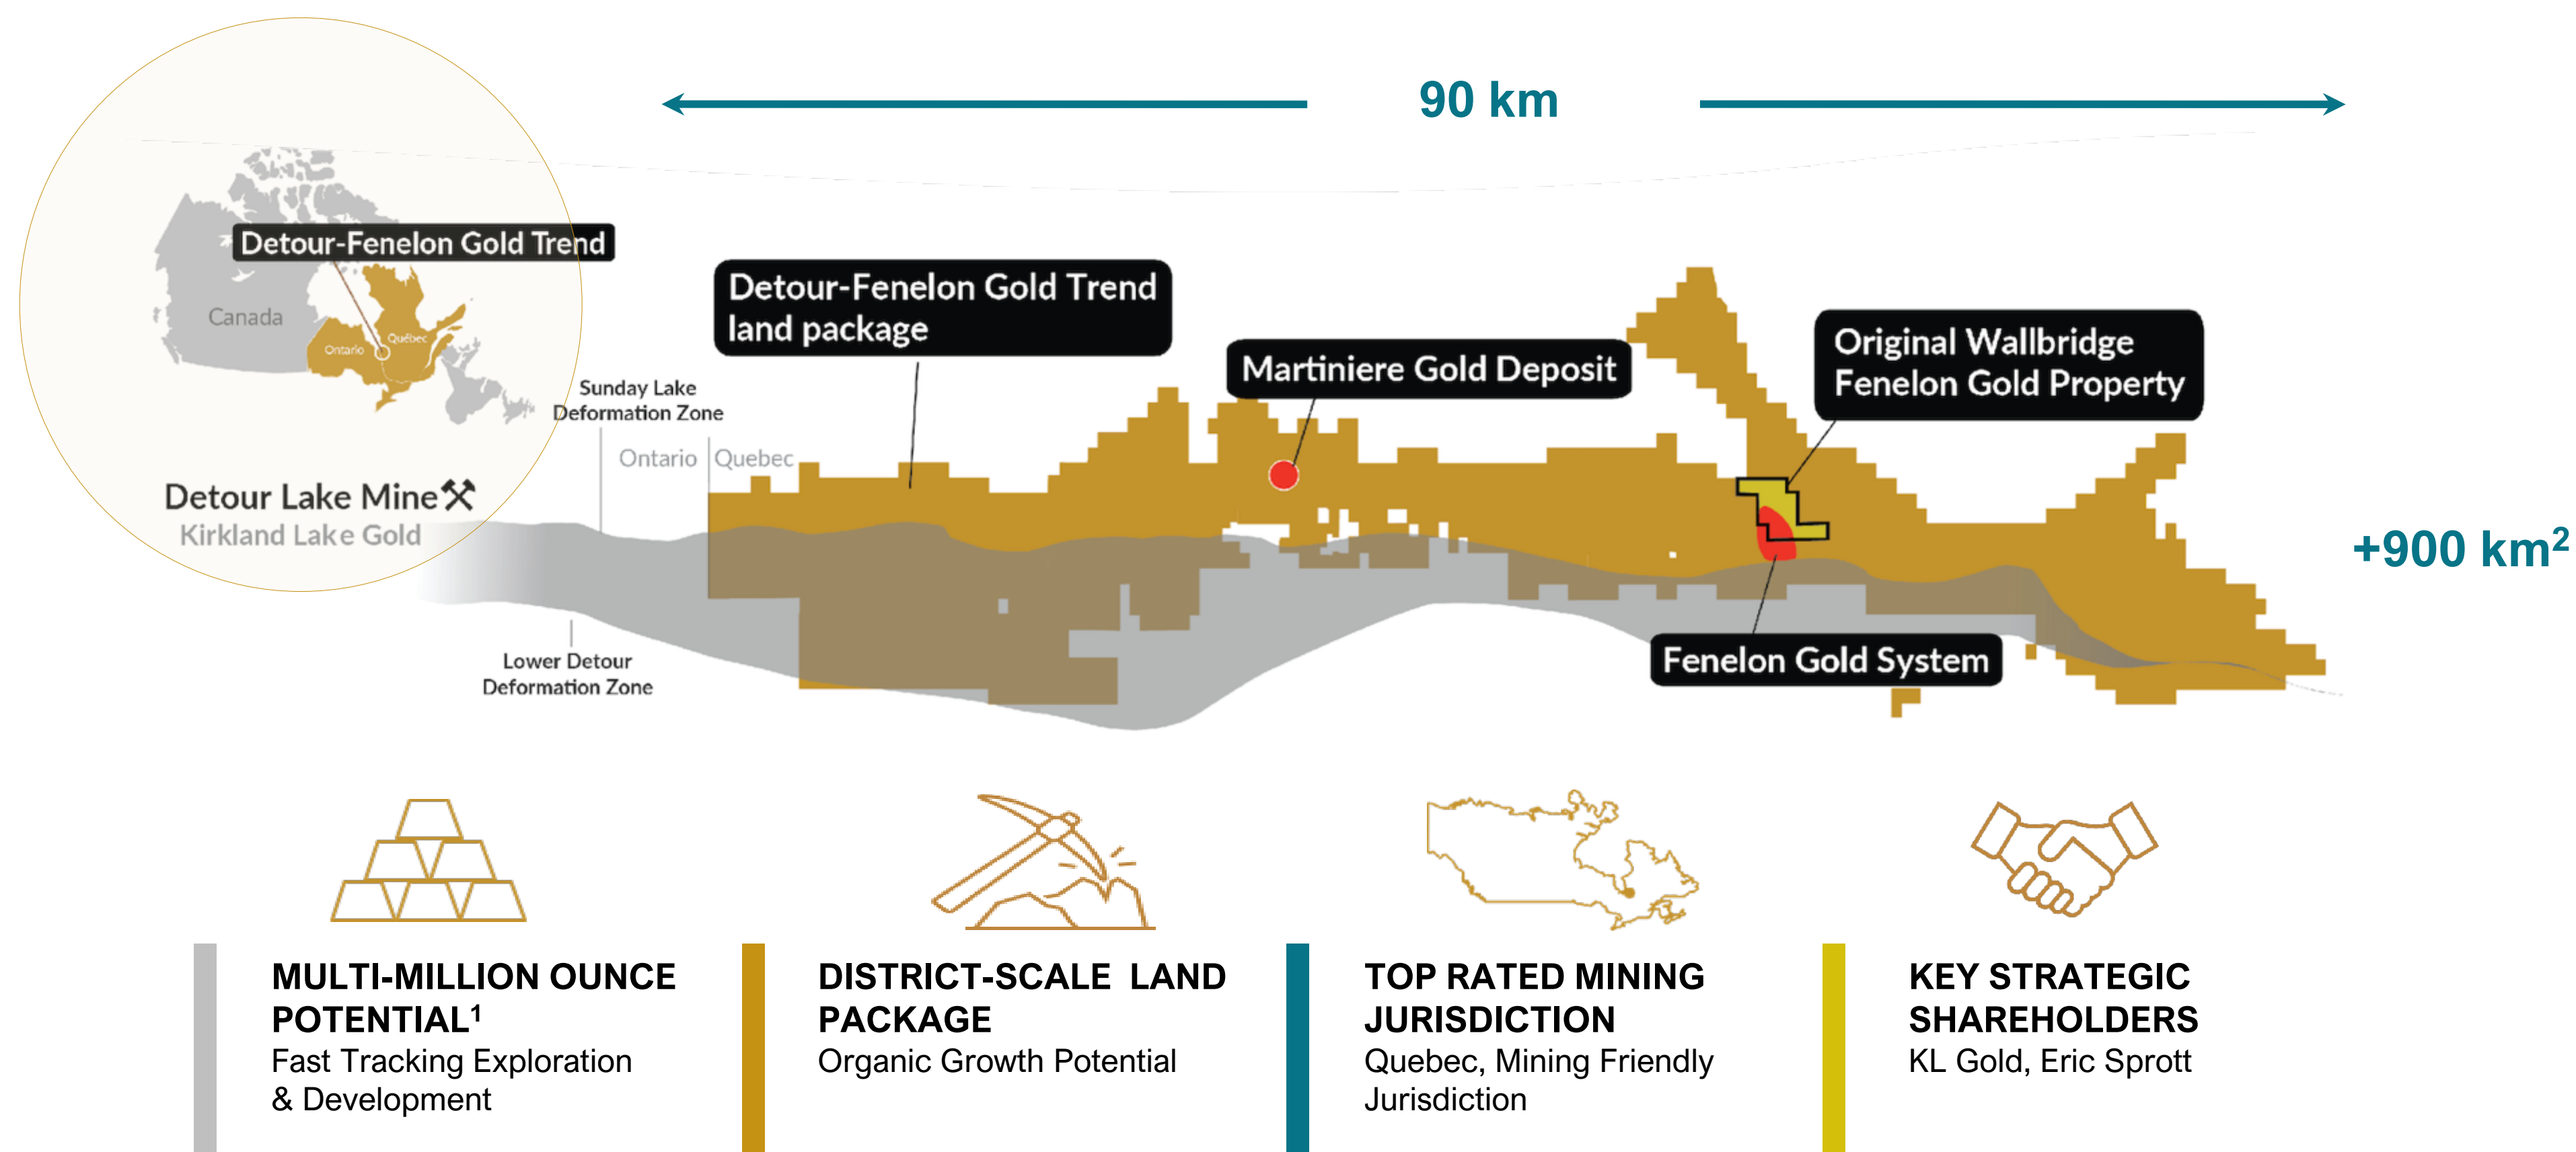 90 km
Detour-Fenelon Gold Trend
Canada
Ontario
Québec
Detour-Fenelon Gold Trend
land package
Martiniere Gold Deposit
Original Wallbridge
Fenelon Gold Property
Sunday Lake
Deformation Zone
Ontario
Quebec
Detour Lake Mine
Kirkland Lake Gold
+900 km²
Lower Detour
Deformation Zone
Fenelon Gold System
MULTI-MILLION OUNCE
POTENTIAL¹
Fast Tracking Exploration
& Development
DISTRICT-SCALE LAND
PACKAGE
Organic Growth Potential
TOP RATED MINING
JURISDICTION
Quebec, Mining Friendly
Jurisdiction
KEY STRATEGIC
SHAREHOLDERS
KL Gold, Eric Sprott